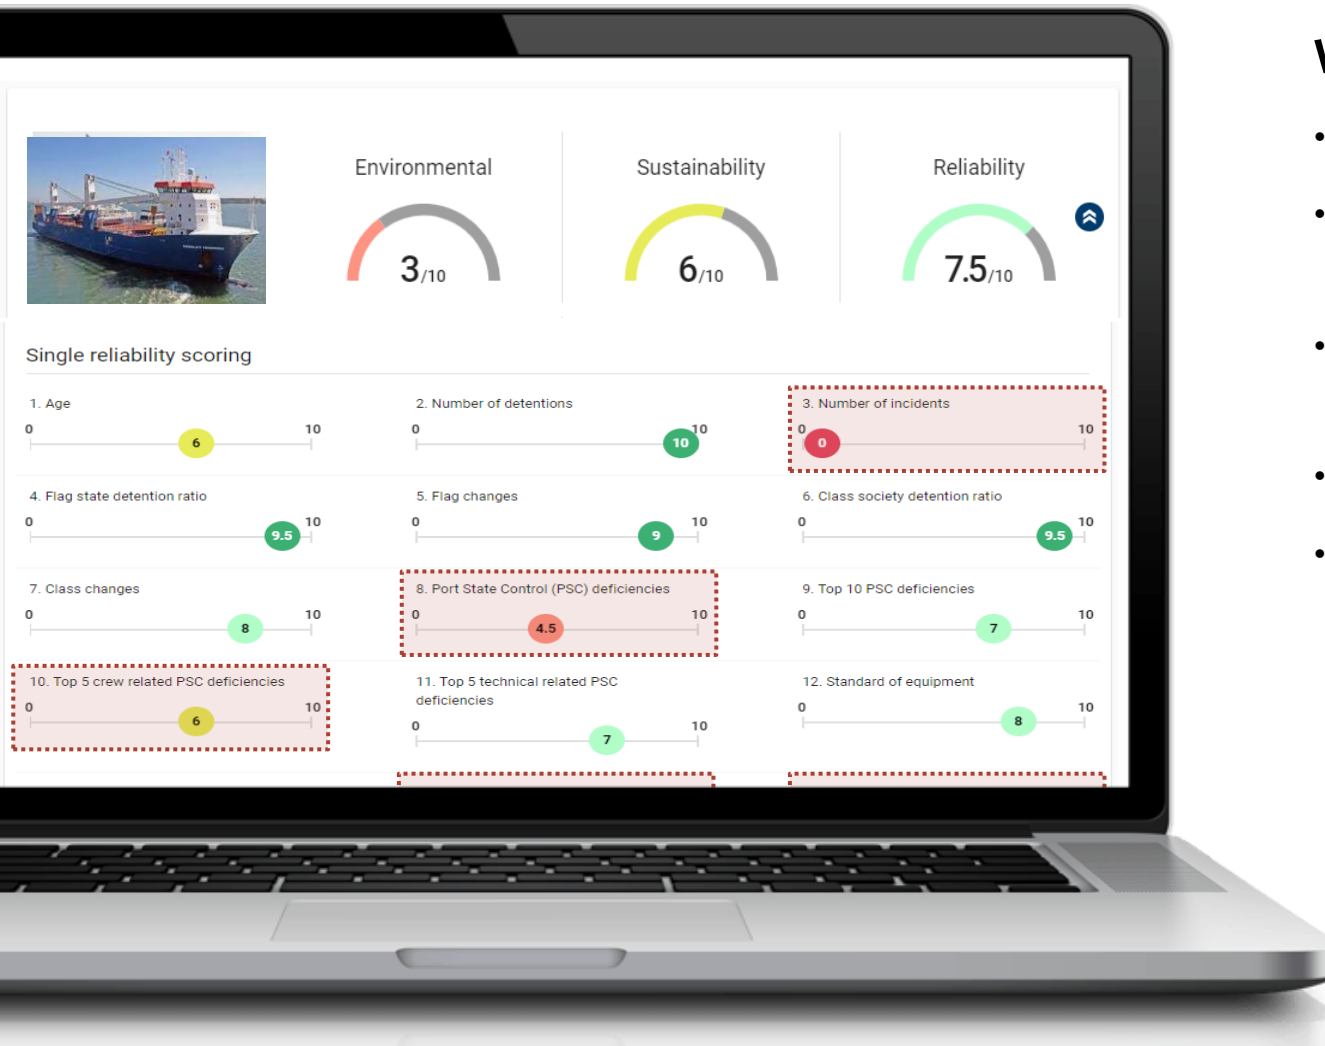 Environmental
Sustainability
Reliability
3/10
6/10
7.5/10
Single reliability scoring
1. Age
0
10
6
2. Number of detentions
0
10
10
3. Number of incidents
0
10
0
4. Flag state detention ratio
0
10
9.5
5. Flag changes
0
10
9
6. Class society detention ratio
0
10
9.5
7. Class changes
0
10
8
8. Port State Control (PSC) deficiencies
0
10
4.5
9. Top 10 PSC deficiencies
0
10
7
10. Top 5 crew related PSC deficiencies
0
10
6
11. Top 5 technical related PSC
deficiencies
0
10
7
12. Standard of equipment
0
10
8